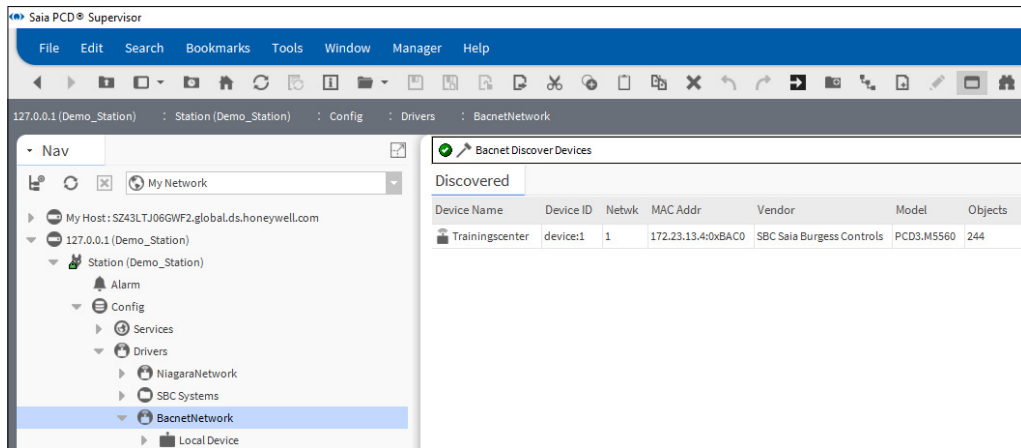 Saia PCD® Supervisor
File Edit Search Bookmarks Tools Window Manager Help
127.0.0.1 (Demo_Station) : Station (Demo_Station) : Config : Drivers : BacnetNetwork
Nav
My Network
My Host : SZ43LTJ06GWF2.global.ds.honeywell.com
127.0.0.1 (Demo_Station)
Station (Demo_Station)
Alarm
Config
Services
Drivers
NiagaraNetwork
SBC Systems
BacnetNetwork
Local Device
Bacnet Discover Devices
Discovered
Device Name Device ID Netwk MAC Addr Vendor Model Objects
Trainingscenter device:1 1 172.23.13.4:0xBAC0 SBC Saia Burgess Controls PCD3.M5560 244